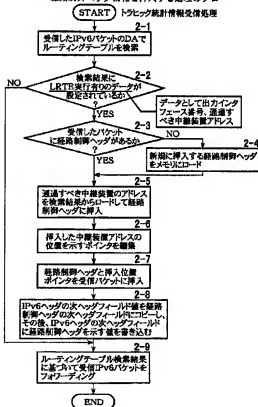 START トラヒック統計情報受信処理
2-1
受信したIPv6パケットのDAで
ルーティングテーブルを検索
2-2
検索結果に
LRTE実行有りのデータが
設定されているか
?
NO
YES
データとして出力インタ
フェース番号、通過す
べき中継装置アドレス
2-3
受信したパケット
に経路制御ヘッダがあるか
?
NO
YES
2-4
新規に挿入する経路制御ヘッダ
をメモリにロード
2-5
通過すべき中継装置のアドレス
を検索結果からロードして経路
制御ヘッダに挿入
2-6
挿入した中継装置アドレスの
位置を示すポインタを編集
2-7
経路制御ヘッダと挿入位置
ポインタを受信パケットに挿入
2-8
IPv6ヘッダの次ヘッダフィールド値を経路
制御ヘッダの次ヘッダフィールドにコピーし、
その後、IPv6ヘッダの次ヘッダフィールド
に経路制御ヘッダを示す値を書き込む
2-9
ルーティングテーブル検索結果
に基づいて受信IPv6パケットを
フォワーディング
END